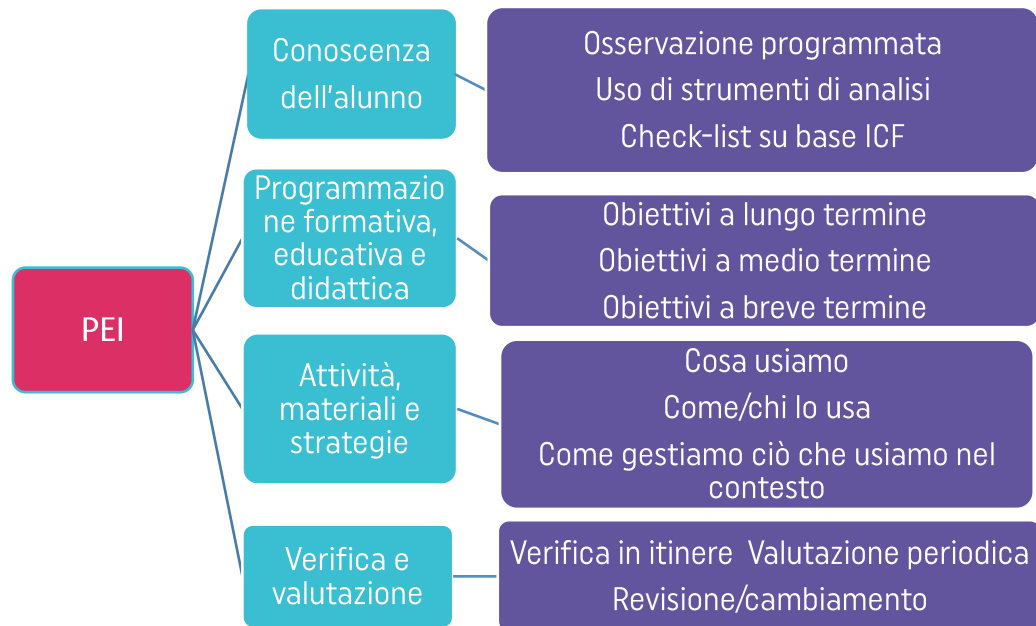 PEI
Conoscenza
dell'alunno
Osservazione programmata
Uso di strumenti di analisi
Check-list su base ICF
Programmazio
ne formativa,
educativa e
didattica
Obiettivi a lungo termine
Obiettivi a medio termine
Obiettivi a breve termine
Attività,
materiali e
strategie
Cosa usiamo
Come/chi lo usa
Come gestiamo ciò che usiamo nel
contesto
Verifica e
valutazione
Verifica in itinere  Valutazione periodica
Revisione/cambiamento